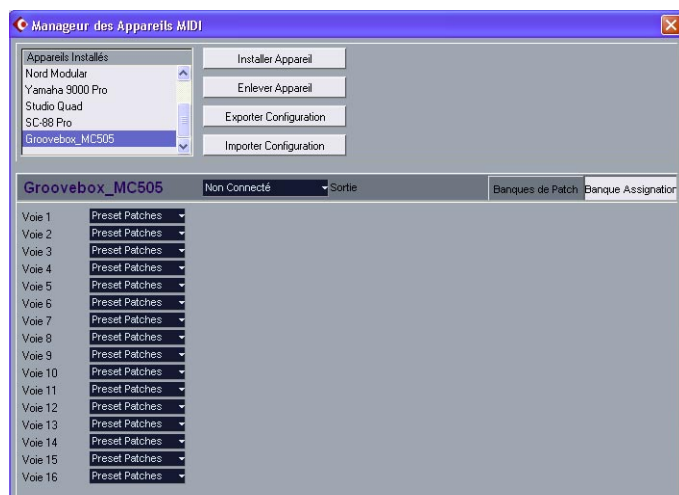 Manageur des Appareils MIDI
Appareils Installés
Nord Modular
Yamaha 9000 Pro
Studio Quad
SC-88 Pro
Groovebox_MC505
Installer Appareil
Enlever Appareil
Exporter Configuration
Importer Configuration
Groovebox_MC505 Non Connecté Sortie Banques de Patch Banque Assignation
Voie 1 Preset Patches
Voie 2 Preset Patches
Voie 3 Preset Patches
Voie 4 Preset Patches
Voie 5 Preset Patches
Voie 6 Preset Patches
Voie 7 Preset Patches
Voie 8 Preset Patches
Voie 9 Preset Patches
Voie 10 Preset Patches
Voie 11 Preset Patches
Voie 12 Preset Patches
Voie 13 Preset Patches
Voie 14 Preset Patches
Voie 15 Preset Patches
Voie 16 Preset Patches